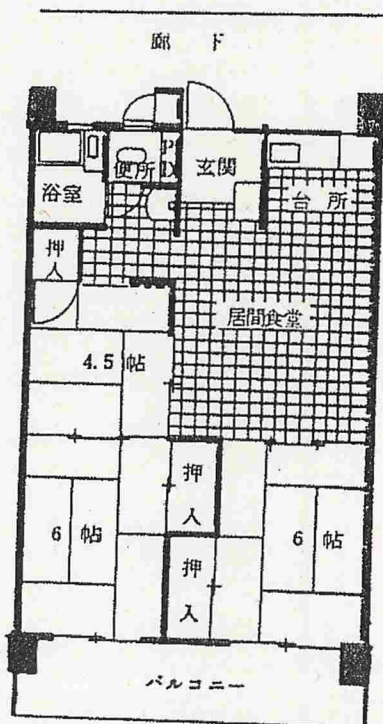 廊 下
便所
PS
玄関
浴室
台 所
押入
居間食堂
4.5 帖
押入
6 帖
6 帖
押入
バルコニー